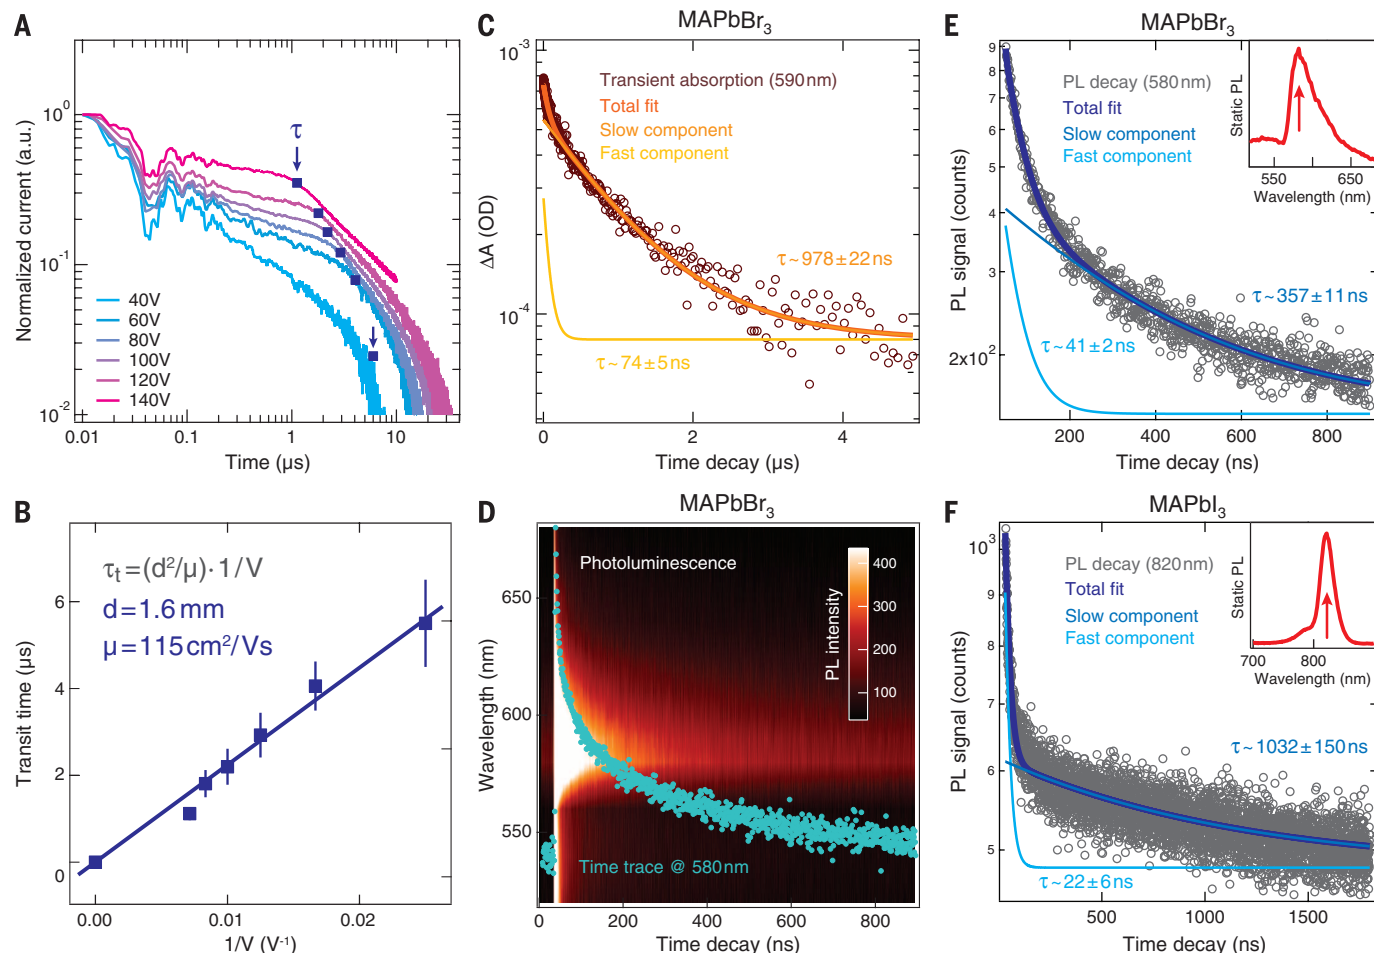 A
Normalized current (a.u.)
10⁰
10⁻¹
10⁻²
τ
40V
60V
80V
100V
120V
140V
0.01
0.1
1
10
Time (µs)
B
Transit time (µs)
6
4
2
0
τt=(d²/µ)·1/V
d=1.6mm
µ=115cm²/Vs
0.00
0.01
0.02
1/V (V⁻¹)
C
MAPbBr₃
ΔA (OD)
10⁻³
10⁻⁴
Transient absorption (590nm)
Total fit
Slow component
Fast component
τ~978±22ns
τ~74±5ns
0
2
4
Time decay (µs)
D
MAPbBr₃
Wavelength (nm)
650
600
550
Photoluminescence
PL intensity
400
300
200
100
Time trace @ 580nm
0
200
400
600
800
Time decay (ns)
E
MAPbBr₃
PL signal (counts)
9
8
7
6
5
4
3
2x10²
PL decay (580nm)
Total fit
Slow component
Fast component
Static PL
550
650
Wavelength (nm)
τ~357±11ns
τ~41±2ns
200
400
600
800
Time decay (ns)
F
MAPbI₃
PL signal (counts)
10³
9
8
7
6
5
PL decay (820nm)
Total fit
Slow component
Fast component
Static PL
700
800
Wavelength (nm)
τ~1032±150ns
τ~22±6ns
500
1000
1500
Time decay (ns)